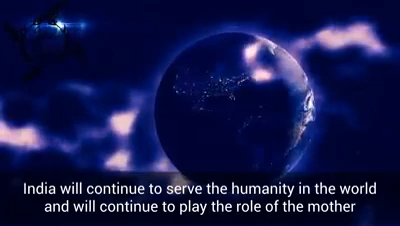 India will continue to serve the humanity in the world
and will continue to play the role of the mother